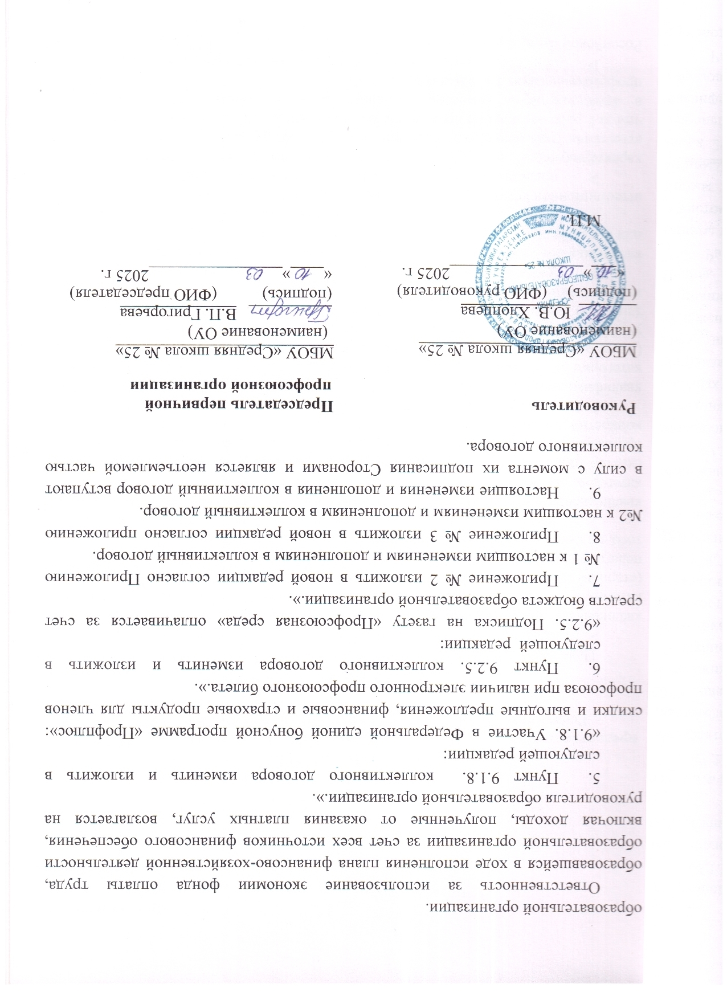 образовательной организации.
Ответственность за использование экономии фонда оплаты труда,
образовавшейся в ходе исполнения плана финансово-хозяйственной деятельности
образовательной организации за счет всех источников финансового обеспечения,
включая доходы, полученные от оказания платных услуг, возлагается на
руководителя образовательной организации.».
5. Пункт 9.1.8. коллективного договора изменить и изложить в
следующей редакции:
«9.1.8. Участие в Федеральной единой бонусной программе «Профплюс»:
скидки и выгодные предложения, финансовые и страховые продукты для членов
профсоюза при наличии электронного профсоюзного билета.».
6. Пункт 9.2.5. коллективного договора изменить и изложить в
следующей редакции:
«9.2.5. Подписка на газету «Профсоюзная среда» оплачивается за счет
средств бюджета образовательной организации.».
7. Приложение № 2 изложить в новой редакции согласно Приложению
№ 1 к настоящим изменениям и дополнениям в коллективный договор.
8. Приложение № 3 изложить в новой редакции согласно приложению
№2 к настоящим изменениям и дополнениям в коллективный договор.
9. Настоящие изменения и дополнения в коллективный договор вступают
в силу с момента их подписания Сторонами и является неотъемлемой частью
коллективного договора.
Руководитель
МБОУ «Средняя школа № 25»
(наименование ОУ)
Ю.В. Хлопцева
(подпись) (ФИО руководителя)
«10» 03 2025 г.
М.П.
Председатель первичной
профсоюзной организации
МБОУ «Средняя школа № 25»
(наименование ОУ)
В.П. Григорьева
(подпись) (ФИО председателя)
«10» 03 2025 г.
СРЕДНЯЯ
ОБЩЕОБРАЗОВАТЕЛЬНАЯ
ШКОЛА № 25